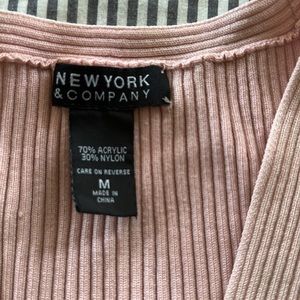 NEW YORK
& COMPANY
70% ACRYLIC
30% NYLON
CARE ON REVERSE
M
MADE IN
CHINA